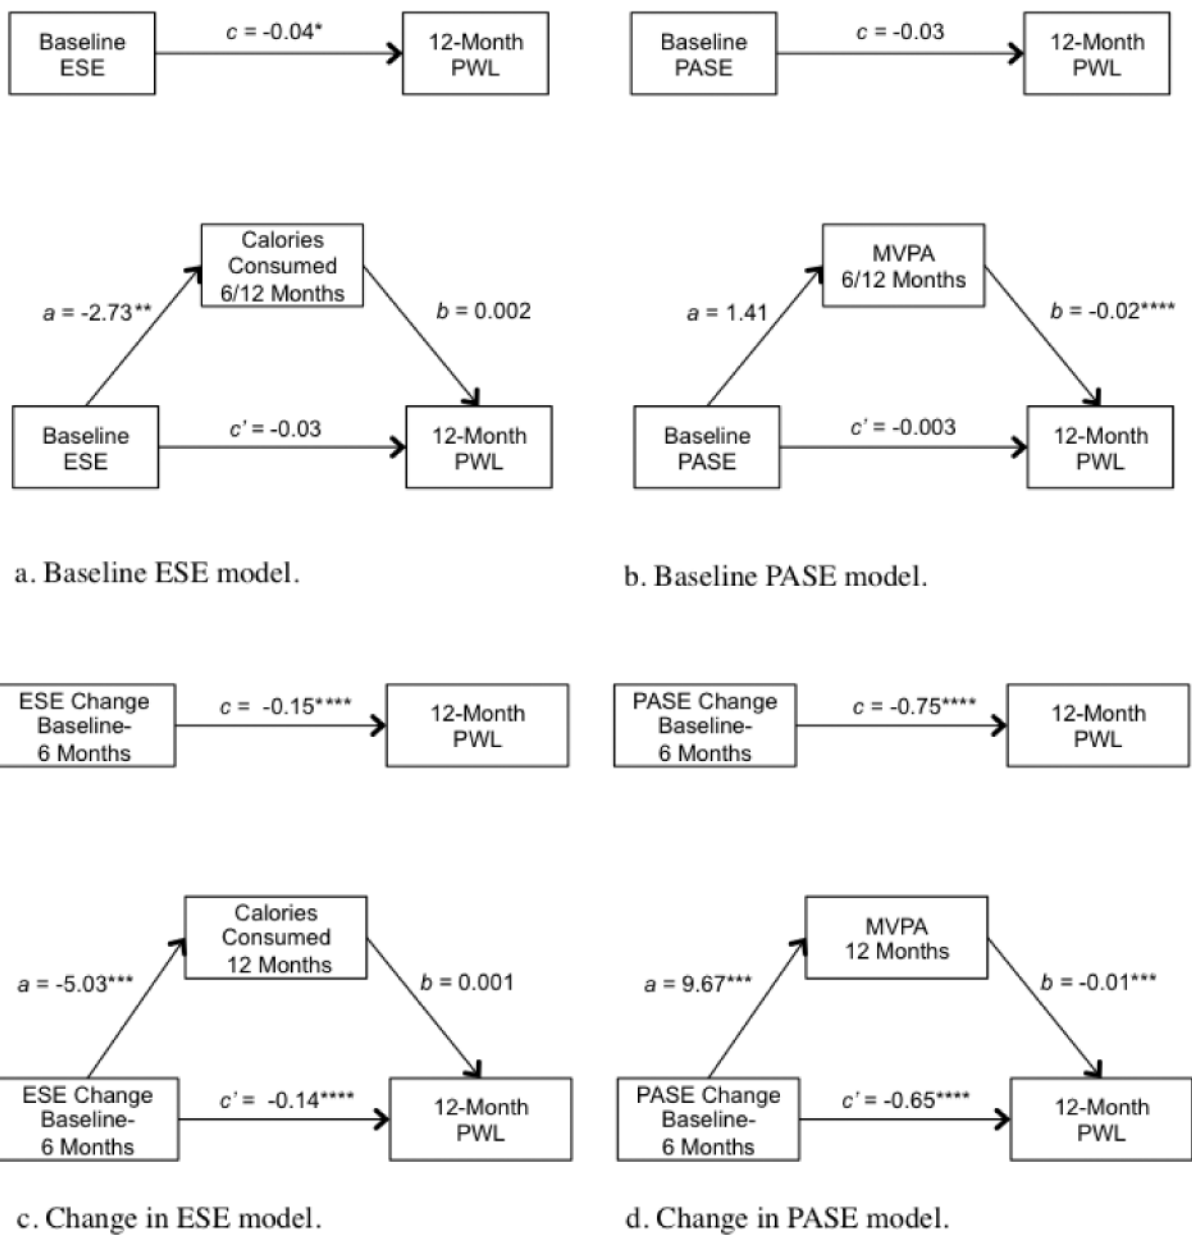 c = -0.04*
Baseline
ESE
12-Month
PWL
c = -0.03
Baseline
PASE
12-Month
PWL
Calories
Consumed
6/12 Months
a = -2.73**
b = 0.002
Baseline
ESE
c’ = -0.03
12-Month
PWL
MVPA
6/12 Months
a = 1.41
b = -0.02****
Baseline
PASE
c’ = -0.003
12-Month
PWL
a. Baseline ESE model.
b. Baseline PASE model.
ESE Change
Baseline-
6 Months
c = -0.15****
12-Month
PWL
PASE Change
Baseline-
6 Months
c = -0.75****
12-Month
PWL
Calories
Consumed
12 Months
a = -5.03***
b = 0.001
ESE Change
Baseline-
6 Months
c’ = -0.14****
12-Month
PWL
MVPA
12 Months
a = 9.67***
b = -0.01***
PASE Change
Baseline-
6 Months
c’ = -0.65****
12-Month
PWL
c. Change in ESE model.
d. Change in PASE model.